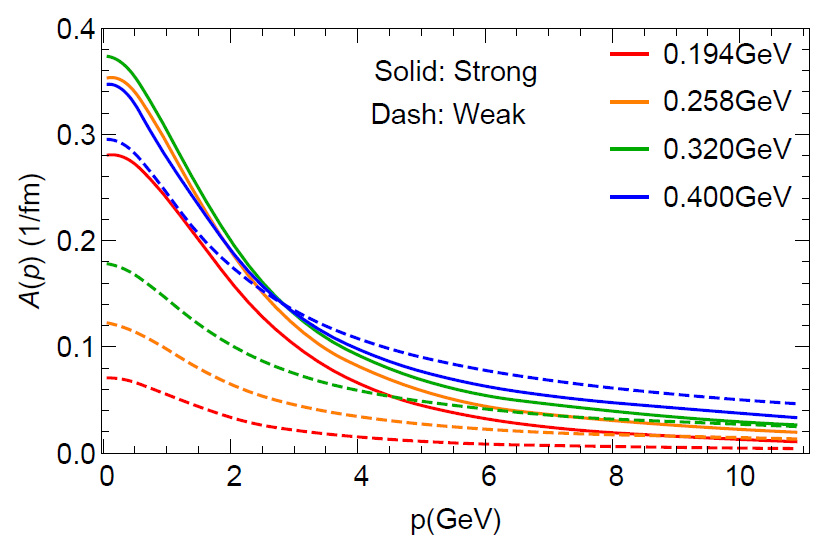 0.4
0.3
0.2
0.1
0.0
A(p) (1/fm)
Solid: Strong
Dash: Weak
0.194GeV
0.258GeV
0.320GeV
0.400GeV
0 2 4 6 8 10
p(GeV)